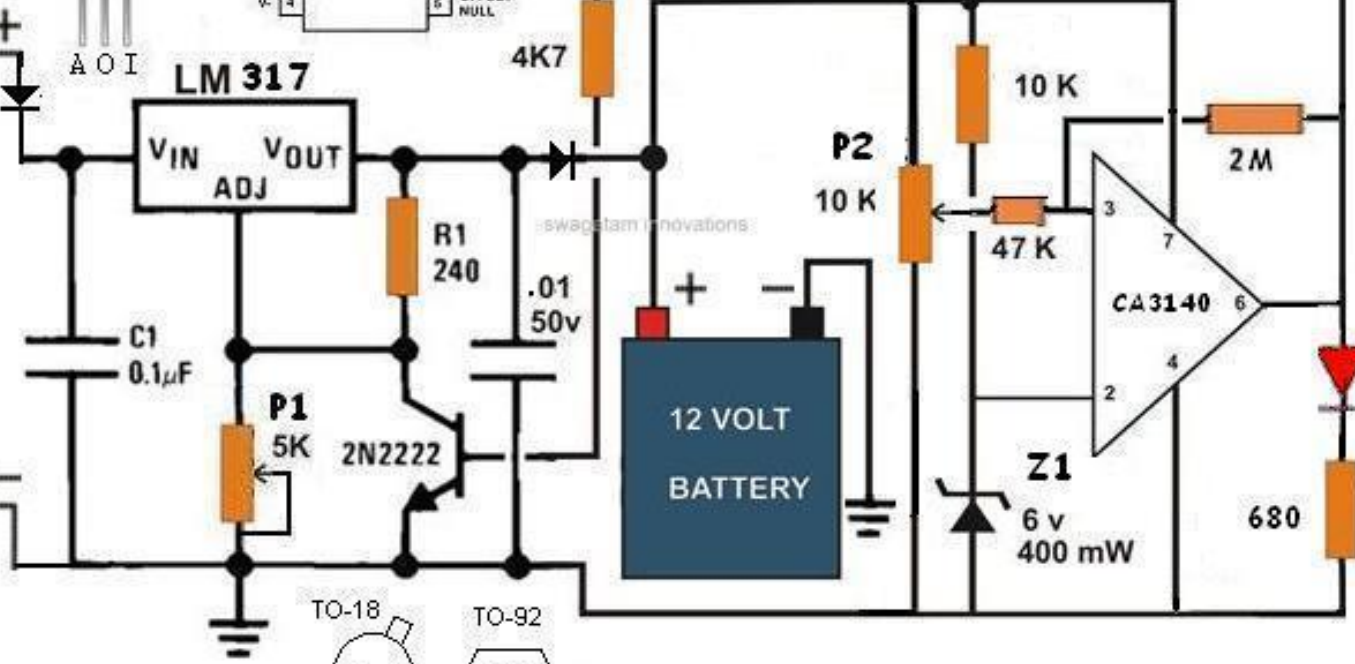 +
A O I
LM 317
4
5
NULL
4K7
VIN VOUT
ADJ
R1
240
.01
50v
C1
0.1µF
P1
5K
2N2222
swagatam innovations
+ −
12 VOLT
BATTERY
P2
10 K
10 K
47 K
2M
3
7
CA3140
6
4
2
Z1
6 v
400 mW
680
TO-18
TO-92